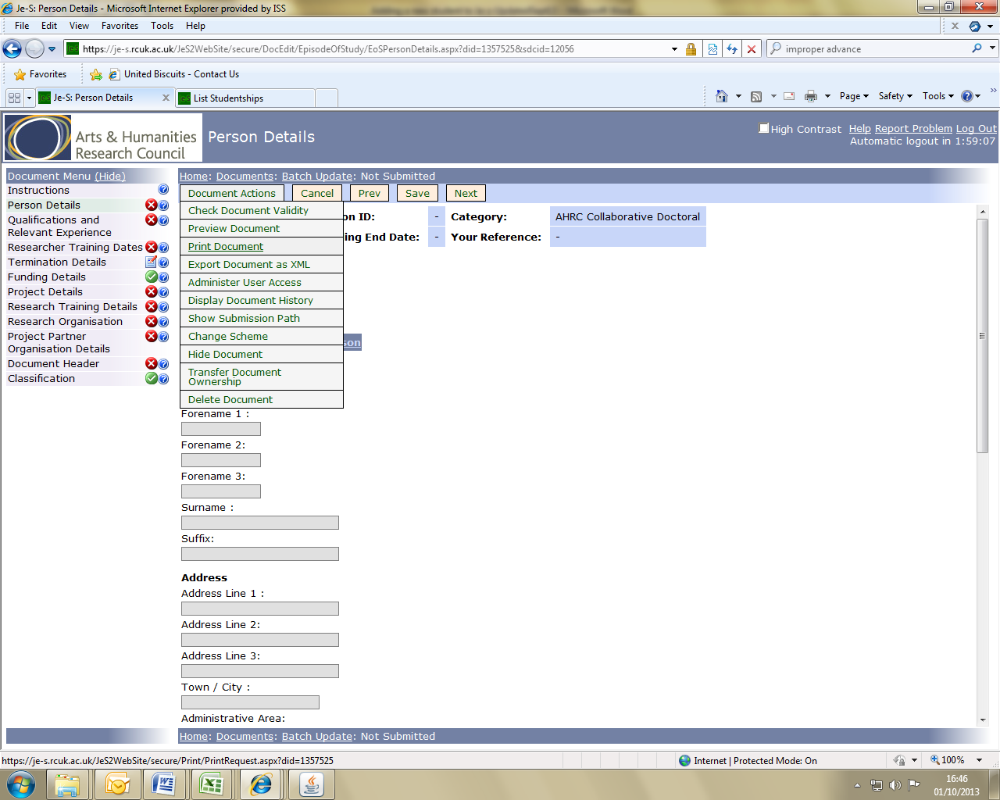 Je-S: Person Details - Microsoft Internet Explorer provided by ISS
File Edit View Favorites Tools Help
https://je-s.rcuk.ac.uk/JeS2WebSite/secure/DocEdit/EpisodeOfStudy/EoSPersonDetails.aspx?did=1357525&sdcid=12056
improper advance
Favorites
United Biscuits - Contact Us
Je-S: Person Details
List Studentships
Page Safety Tools
Arts & Humanities
Research Council
Person Details
High Contrast Help Report Problem Log Out
Automatic logout in 1:59:07
Document Menu (Hide)
Instructions
Person Details
Qualifications and
Relevant Experience
Researcher Training Dates
Termination Details
Funding Details
Project Details
Research Training Details
Research Organisation
Project Partner
Organisation Details
Document Header
Classification
Home: Documents: Batch Update: Not Submitted
Document Actions Cancel Prev Save Next
Check Document Validity
Preview Document
Print Document
Export Document as XML
Administer User Access
Display Document History
Show Submission Path
Change Scheme
Hide Document
Transfer Document
Ownership
Delete Document
on ID: - Category: AHRC Collaborative Doctoral
ing End Date: - Your Reference: -
son
Forename 1 :
Forename 2:
Forename 3:
Surname :
Suffix:
Address
Address Line 1 :
Address Line 2:
Address Line 3:
Town / City :
Administrative Area:
Home: Documents: Batch Update: Not Submitted
https://je-s.rcuk.ac.uk/JeS2WebSite/secure/Print/PrintRequest.aspx?did=1357525
Internet | Protected Mode: On
100%
16:46
01/10/2013